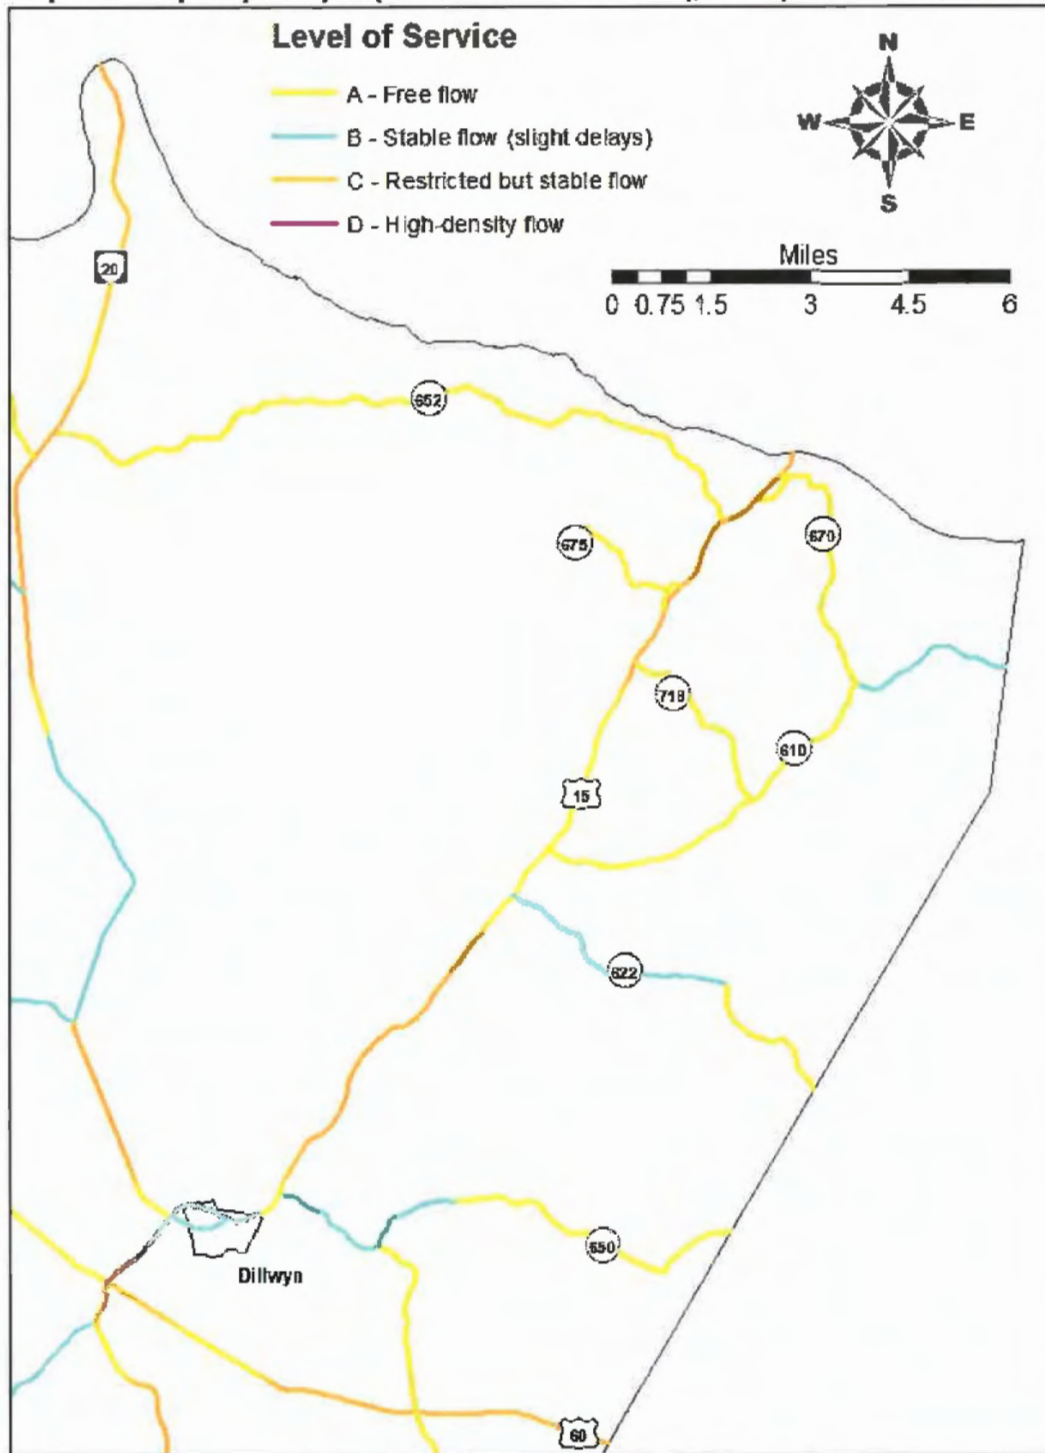 Level of Service
A - Free flow
B - Stable flow (slight delays)
C - Restricted but stable flow
D - High-density flow
N
W E
S
Miles
0 0.75 1.5 3 4.5 6
20
652
675
670
718
610
15
622
650
Dillwyn
60